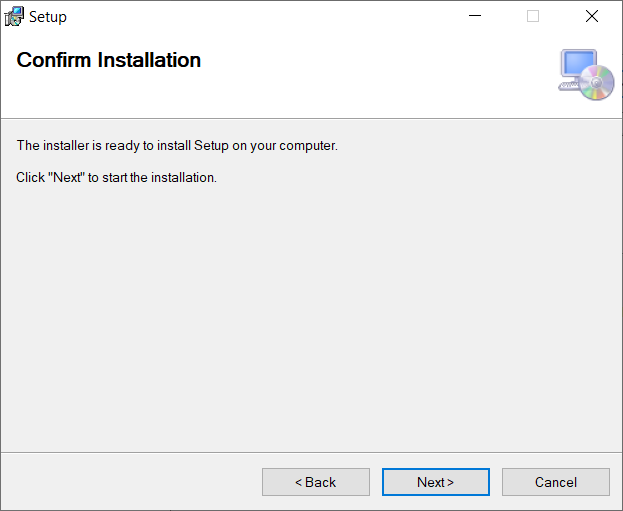 Setup
Confirm Installation
The installer is ready to install Setup on your computer.
Click "Next" to start the installation.
< Back
Next >
Cancel